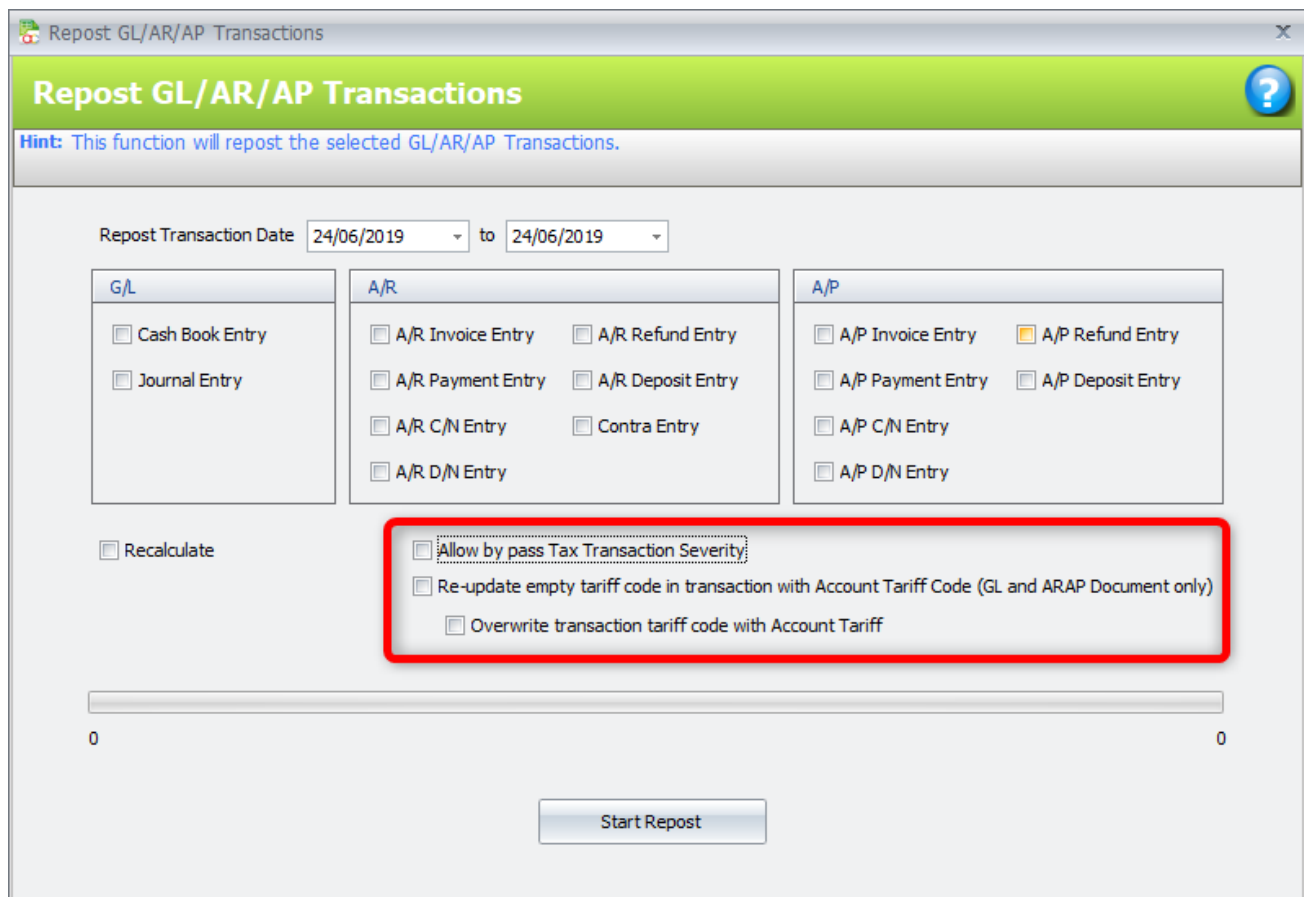 Repost GL/AR/AP Transactions
X
Repost GL/AR/AP Transactions
?
Hint: This function will repost the selected GL/AR/AP Transactions.
Repost Transaction Date 24/06/2019 to 24/06/2019
G/L
Cash Book Entry
Journal Entry
A/R
A/R Invoice Entry
A/R Refund Entry
A/R Payment Entry
A/R Deposit Entry
A/R C/N Entry
Contra Entry
A/R D/N Entry
A/P
A/P Invoice Entry
A/P Refund Entry
A/P Payment Entry
A/P Deposit Entry
A/P C/N Entry
A/P D/N Entry
Recalculate
Allow by pass Tax Transaction Severity
Re-update empty tariff code in transaction with Account Tariff Code (GL and ARAP Document only)
Overwrite transaction tariff code with Account Tariff
0
0
Start Repost